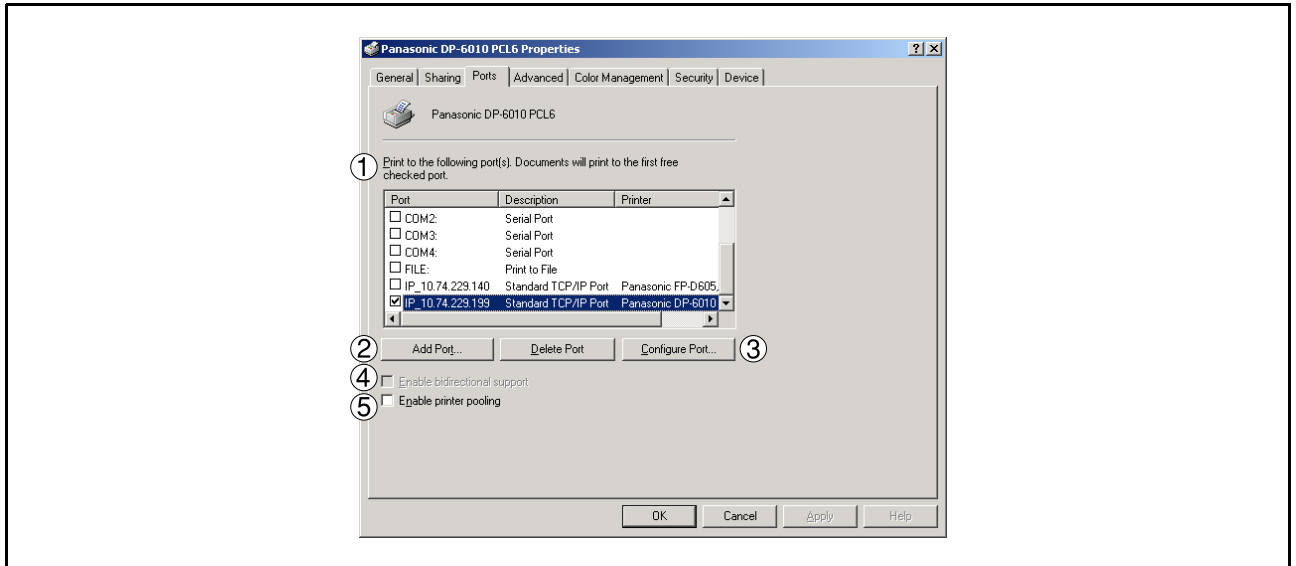 Panasonic DP-6010 PCL6 Properties
General Sharing Ports Advanced Color Management Security Device
Panasonic DP-6010 PCL6
1 Print to the following port(s). Documents will print to the first free
checked port.
Port Description Printer
COM2: Serial Port
COM3: Serial Port
COM4: Serial Port
FILE: Print to File
IP_10.74.229.140 Standard TCP/IP Port Panasonic FP-D605,
IP_10.74.229.199 Standard TCP/IP Port Panasonic DP-6010
2 Add Port... Delete Port Configure Port... 3
4 Enable bidirectional support
5 Enable printer pooling
OK Cancel Apply Help